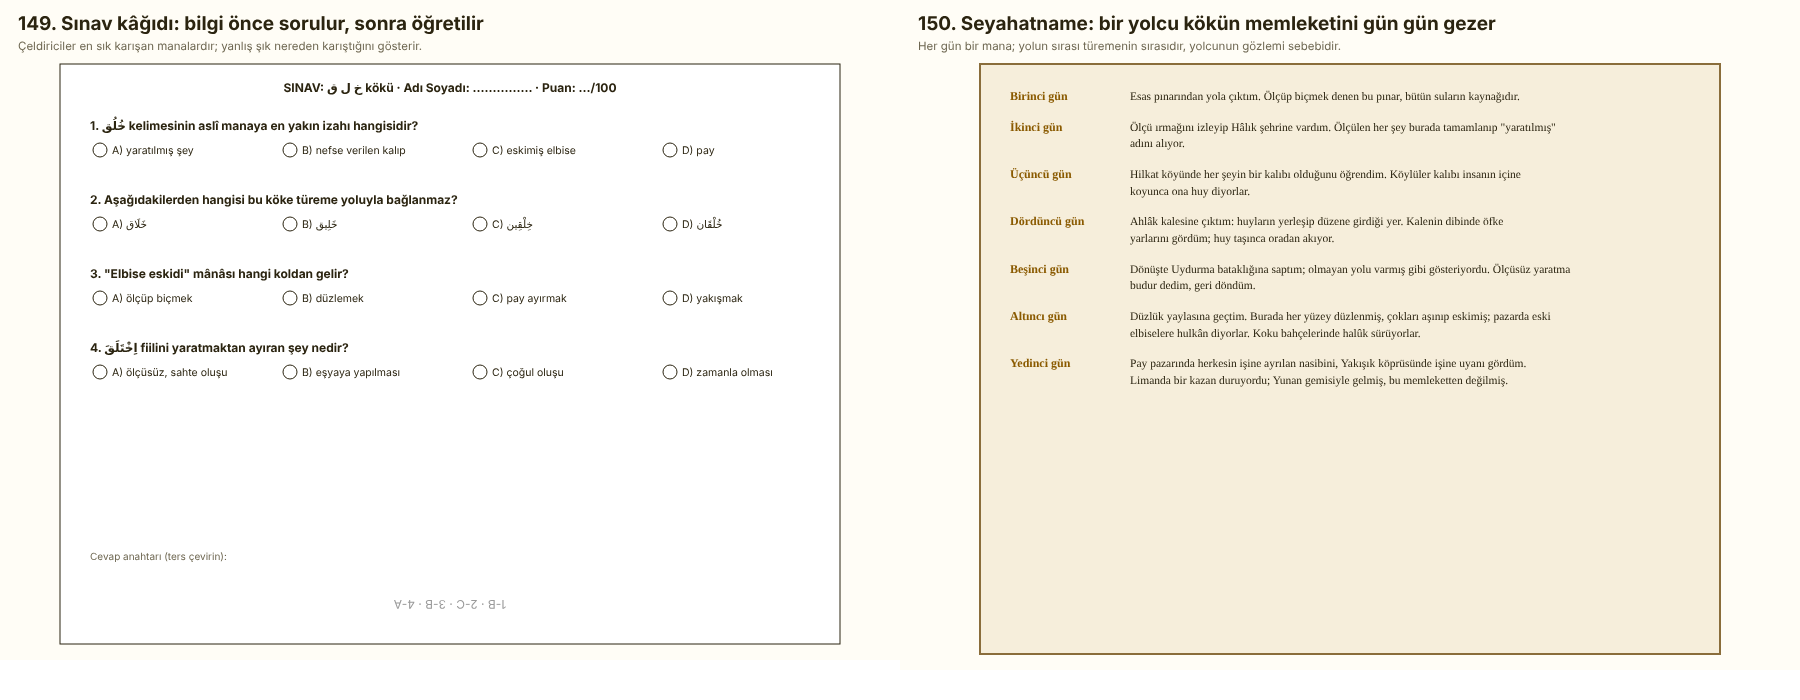 149. Sınav kâğıdı: bilgi önce sorulur, sonra öğretilir
Çeldiriciler en sık karışan manalardır; yanlış şık nereden karıştığını gösterir.
SINAV: خ ل ق kökü · Adı Soyadı: ............... · Puan: .../100
1. خُلُق kelimesinin aslî manaya en yakın izahı hangisidir?
A) yaratılmış şey B) nefse verilen kalıp C) eskimiş elbise D) pay
2. Aşağıdakilerden hangisi bu köke türeme yoluyla bağlanmaz?
A) خَلَاق B) خَلِيق C) خِلْقِين D) خُلْقَان
3. "Elbise eskidi" mânâsı hangi koldan gelir?
A) ölçüp biçmek B) düzlemek C) pay ayırmak D) yakışmak
4. اِخْتَلَقَ fiilini yaratmaktan ayıran şey nedir?
A) ölçüsüz, sahte oluşu B) eşyaya yapılması C) çoğul oluşu D) zamanla olması
Cevap anahtarı (ters çevirin):
1-B · 2-C · 3-B · 4-A
150. Seyahatname: bir yolcu kökün memleketini gün gün gezer
Her gün bir mana; yolun sırası türemenin sırasıdır, yolcunun gözlemi sebebidir.
Birinci gün Esas pınarından yola çıktım. Ölçüp biçmek denen bu pınar, bütün suların kaynağıdır.
İkinci gün Ölçü ırmağını izleyip Hâlık şehrine vardım. Ölçülen her şey burada tamamlanıp "yaratılmış"
adını alıyor.
Üçüncü gün Hilkat köyünde her şeyin bir kalıbı olduğunu öğrendim. Köylüler kalıbı insanın içine
koyunca ona huy diyorlar.
Dördüncü gün Ahlâk kalesine çıktım: huyların yerleşip düzene girdiği yer. Kalenin dibinde öfke
yarlarını gördüm; huy taşınca oradan akıyor.
Beşinci gün Dönüşte Uydurma bataklığına saptım; olmayan yolu varmış gibi gösteriyordu. Ölçüsüz yaratma
budur dedim, geri döndüm.
Altıncı gün Düzlük yaylasına geçtim. Burada her yüzey düzlenmiş, çokları aşınıp eskimiş; pazarda eski
elbiselere hulkân diyorlar. Koku bahçelerinde halûk sürüyorlar.
Yedinci gün Pay pazarında herkesin işine ayrılan nasibini, Yakışık köprüsünde işine uyanı gördüm.
Limanda bir kazan duruyordu; Yunan gemisiyle gelmiş, bu memleketten değilmiş.